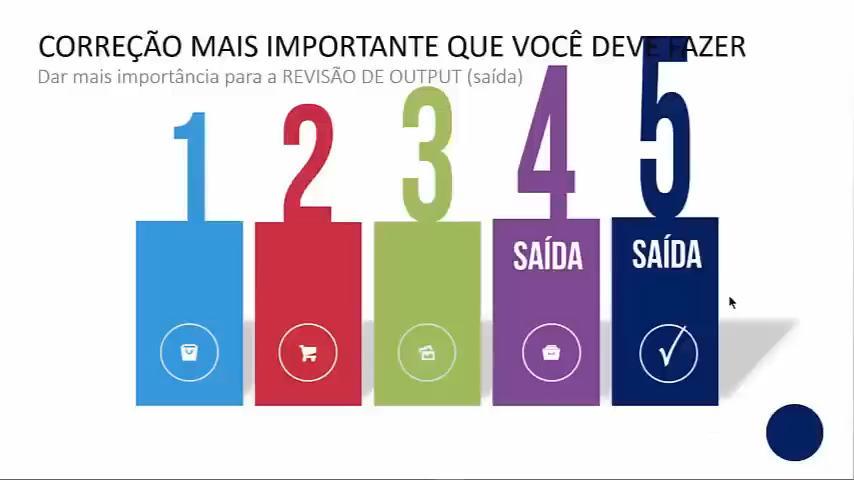 CORREÇÃO MAIS IMPORTANTE QUE VOCÊ DEVE FAZER
Dar mais importância para a REVISÃO DE OUTPUT (saída)
1 2 3 4 5
SAÍDA SAÍDA